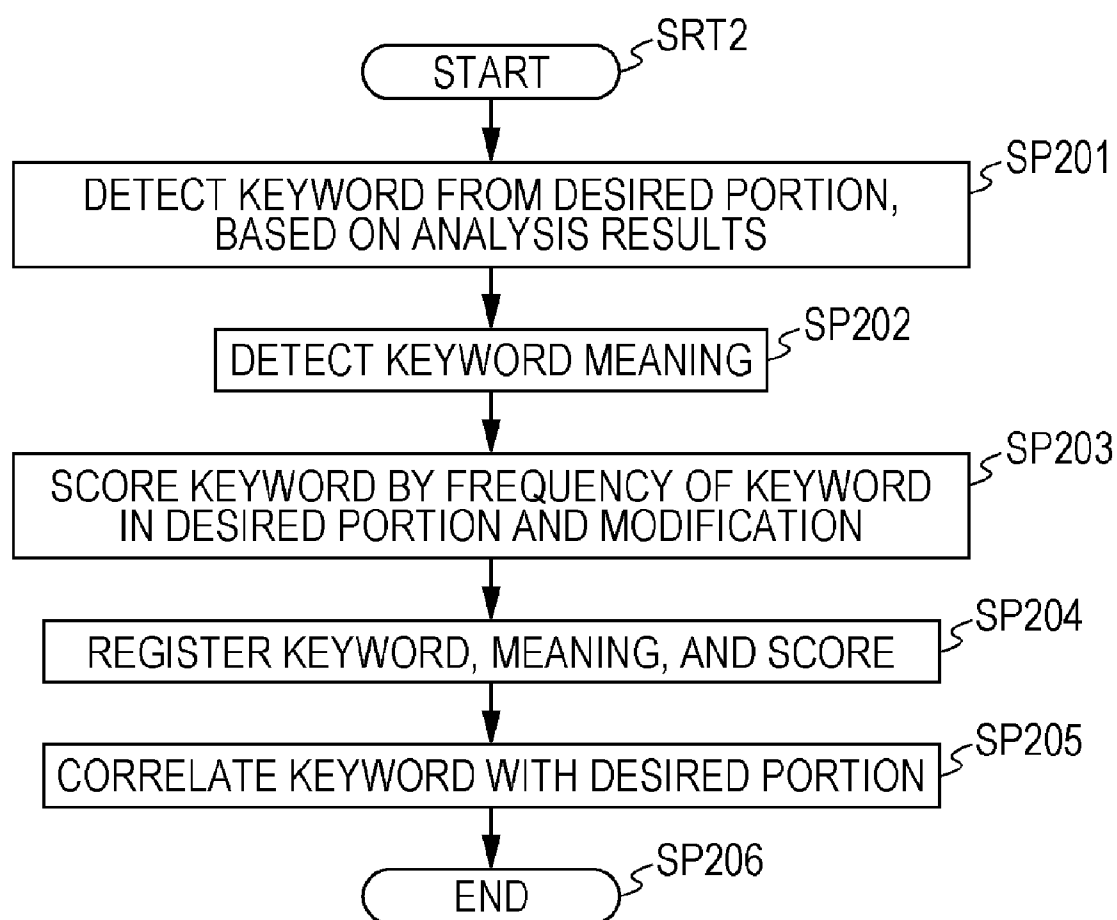 SRT2
START
SP201
DETECT KEYWORD FROM DESIRED PORTION,
BASED ON ANALYSIS RESULTS
SP202
DETECT KEYWORD MEANING
SP203
SCORE KEYWORD BY FREQUENCY OF KEYWORD
IN DESIRED PORTION AND MODIFICATION
SP204
REGISTER KEYWORD, MEANING, AND SCORE
SP205
CORRELATE KEYWORD WITH DESIRED PORTION
SP206
END